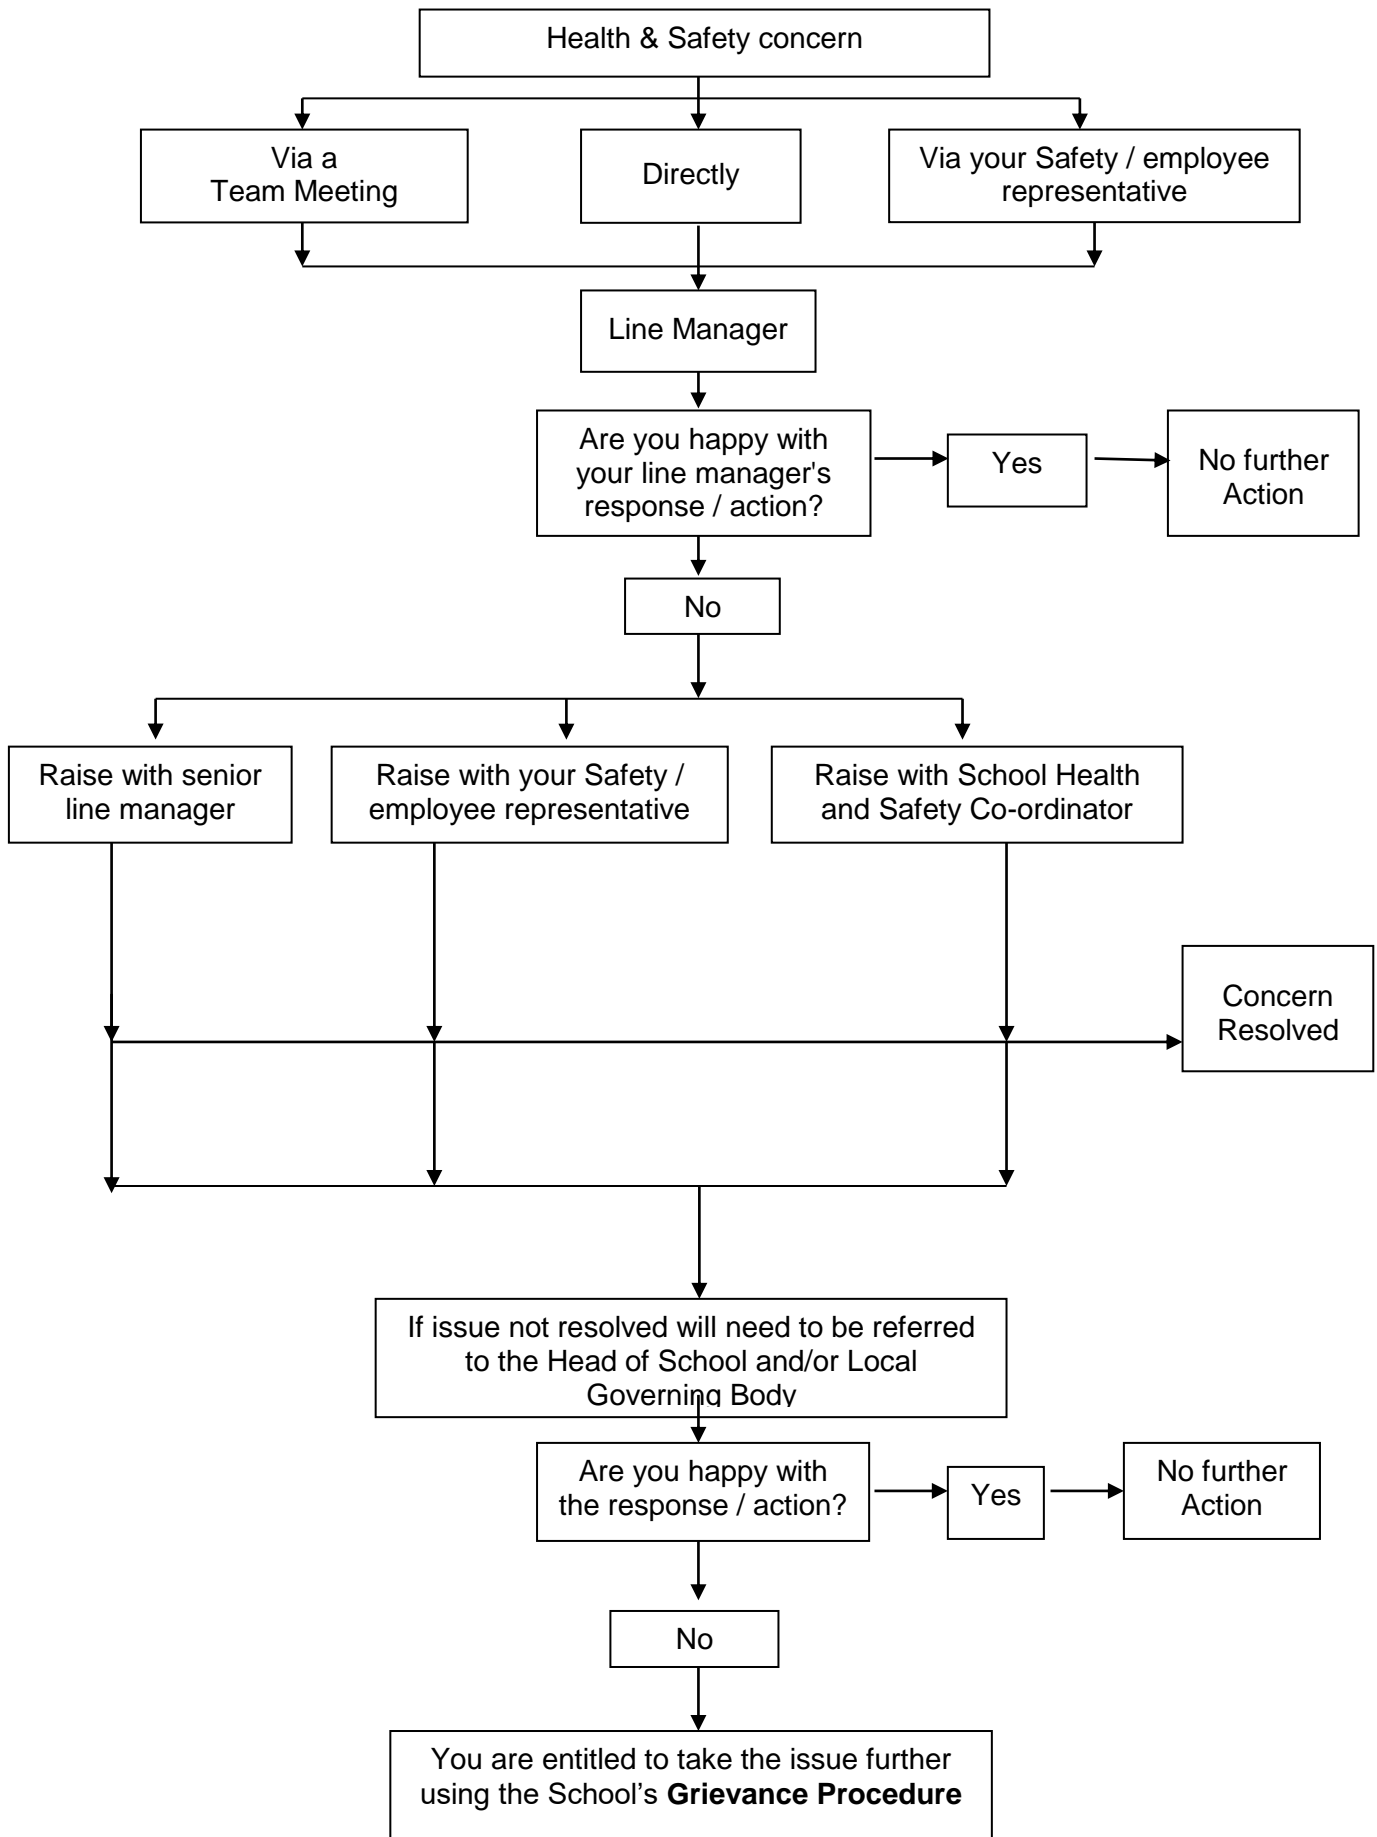 Health & Safety concern
Via a
Team Meeting
Directly
Via your Safety / employee
representative
Line Manager
Are you happy with
your line manager's
response / action?
Yes
No further
Action
No
Raise with senior
line manager
Raise with your Safety /
employee representative
Raise with School Health
and Safety Co-ordinator
Concern
Resolved
If issue not resolved will need to be referred
to the Head of School and/or Local
Governing Body
Are you happy with
the response / action?
Yes
No further
Action
No
You are entitled to take the issue further
using the School’s Grievance Procedure